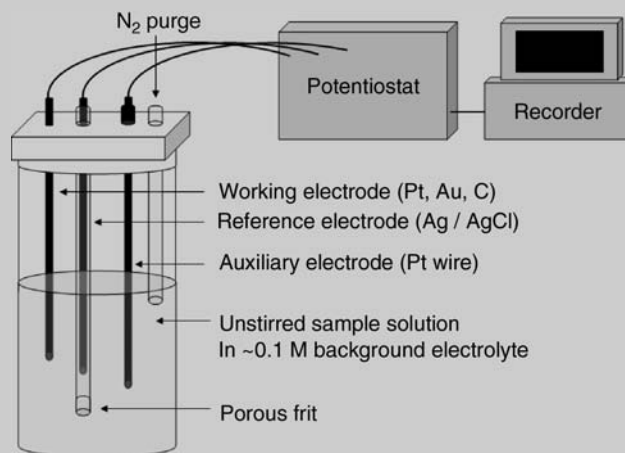 N₂ purge
Potentiostat
Recorder
Working electrode (Pt, Au, C)
Reference electrode (Ag / AgCl)
Auxiliary electrode (Pt wire)
Unstirred sample solution
In ~0.1 M background electrolyte
Porous frit